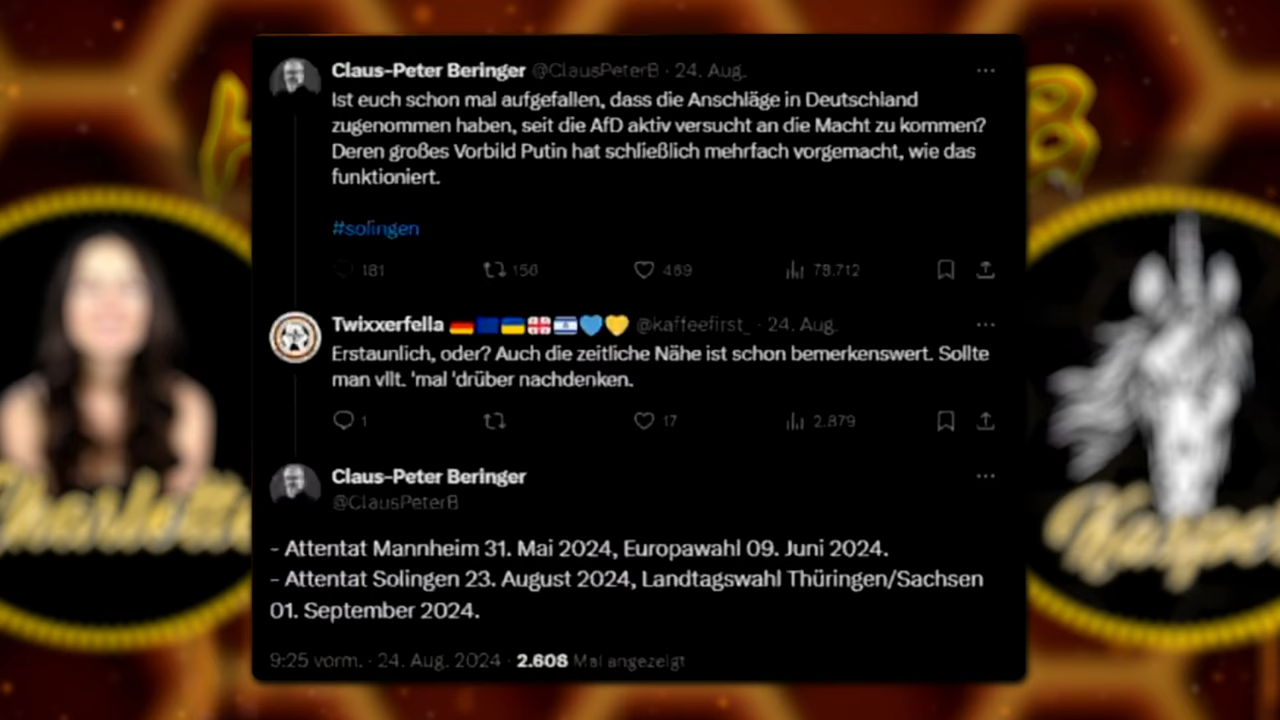 Claus-Peter Beringer @ClausPeterB · 24. Aug.
Ist euch schon mal aufgefallen, dass die Anschläge in Deutschland
zugenommen haben, seit die AfD aktiv versucht an die Macht zu kommen?
Deren großes Vorbild Putin hat schließlich mehrfach vorgemacht, wie das
funktioniert.
#solingen
181 156 469 78.712
Twixxerfella @kaffeefirst_ · 24. Aug.
Erstaunlich, oder? Auch die zeitliche Nähe ist schon bemerkenswert. Sollte
man vllt. 'mal 'drüber nachdenken.
1 17 2.879
Claus-Peter Beringer
@ClausPeterB
- Attentat Mannheim 31. Mai 2024, Europawahl 09. Juni 2024.
- Attentat Solingen 23. August 2024, Landtagswahl Thüringen/Sachsen
01. September 2024.
9:25 vorm. · 24. Aug. 2024 · 2.608 Mal angezeigt